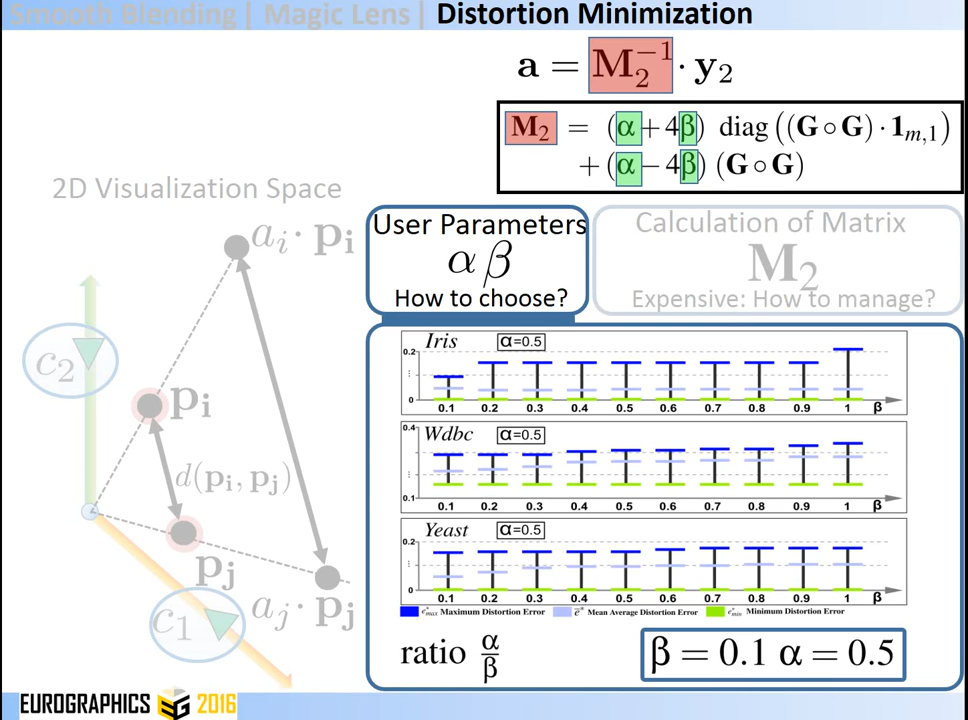 Smooth Blending | Magic Lens | Distortion Minimization
a = M₂⁻¹ · y₂
M₂ = (α + 4β) diag((G ∘ G) · 1ₘ,₁)
+ (α − 4β) (G ∘ G)
2D Visualization Space
User Parameters
α β
How to choose?
Calculation of Matrix
M₂
Expensive: How to manage?
aᵢ · pᵢ
c₂
pᵢ
d(pᵢ, pⱼ)
pⱼ
c₁
aⱼ · pⱼ
Iris α=0.5
0.2
0
0.1 0.2 0.3 0.4 0.5 0.6 0.7 0.8 0.9 1 β
Wdbc α=0.5
0.4
0.1
0.1 0.2 0.3 0.4 0.5 0.6 0.7 0.8 0.9 1 β
Yeast α=0.5
0.2
0
0.1 0.2 0.3 0.4 0.5 0.6 0.7 0.8 0.9 1 β
e*max Maximum Distortion Error ē* Mean Average Distortion Error e*min Minimum Distortion Error
ratio α/β
β = 0.1 α = 0.5
EUROGRAPHICS 2016